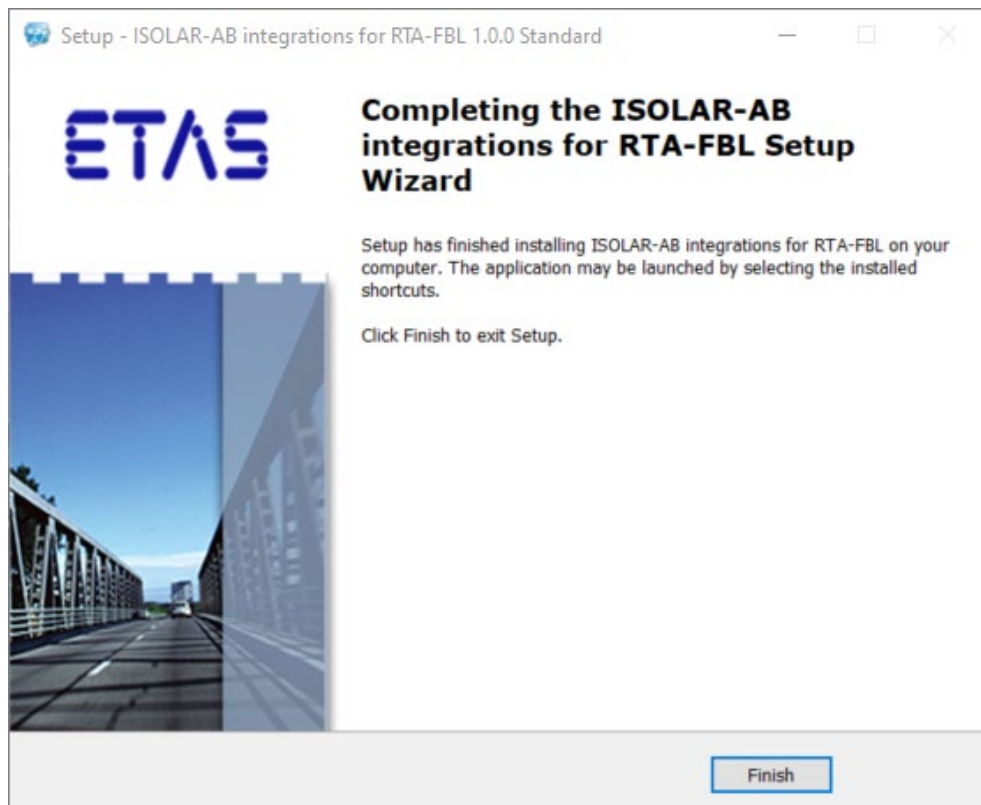 Setup - ISOLAR-AB integrations for RTA-FBL 1.0.0 Standard
ETAS
Completing the ISOLAR-AB
integrations for RTA-FBL Setup
Wizard
Setup has finished installing ISOLAR-AB integrations for RTA-FBL on your
computer. The application may be launched by selecting the installed
shortcuts.
Click Finish to exit Setup.
Finish